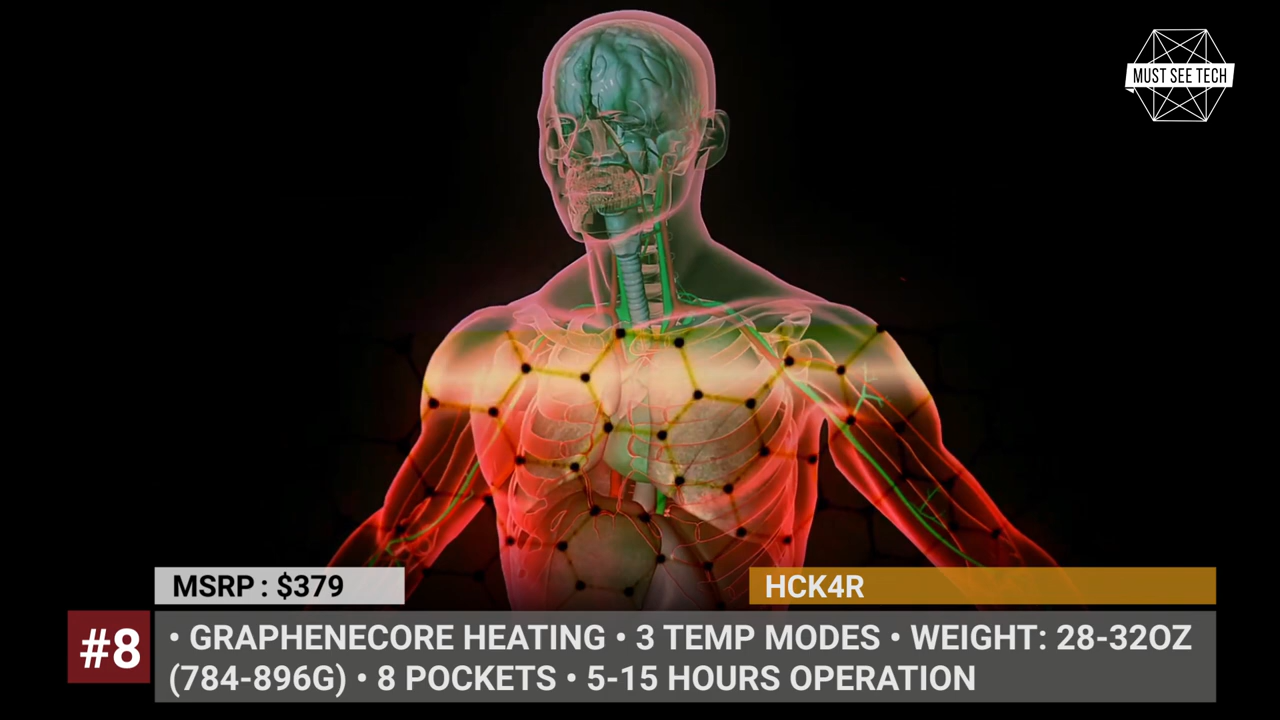 MUST SEE TECH
MSRP : $379
HCK4R
#8
• GRAPHENECORE HEATING • 3 TEMP MODES • WEIGHT: 28-32OZ
(784-896G) • 8 POCKETS • 5-15 HOURS OPERATION